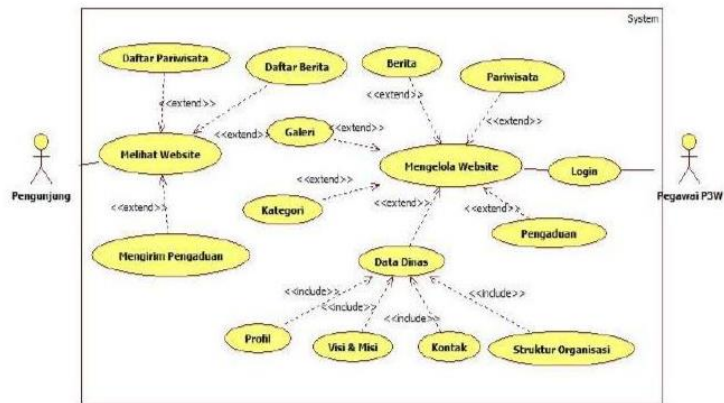 System
Daftar Pariwisata
Daftar Berita
Berita
Pariwisata
<<extend>>
<<extend>>
<<extend>>
<<extend>>
<<extend>>
Galeri
<<extend>>
Melihat Website
Mengelola Website
Login
Pengunjung
Pegawai P3W
<<extend>>
Kategori
<<extend>>
<<extend>>
<<extend>>
Pengaduan
Mengirim Pengaduan
Data Dinas
<<include>>
<<include>>
<<include>>
<<include>>
Profil
Visi & Misi
Kontak
Struktur Organisasi